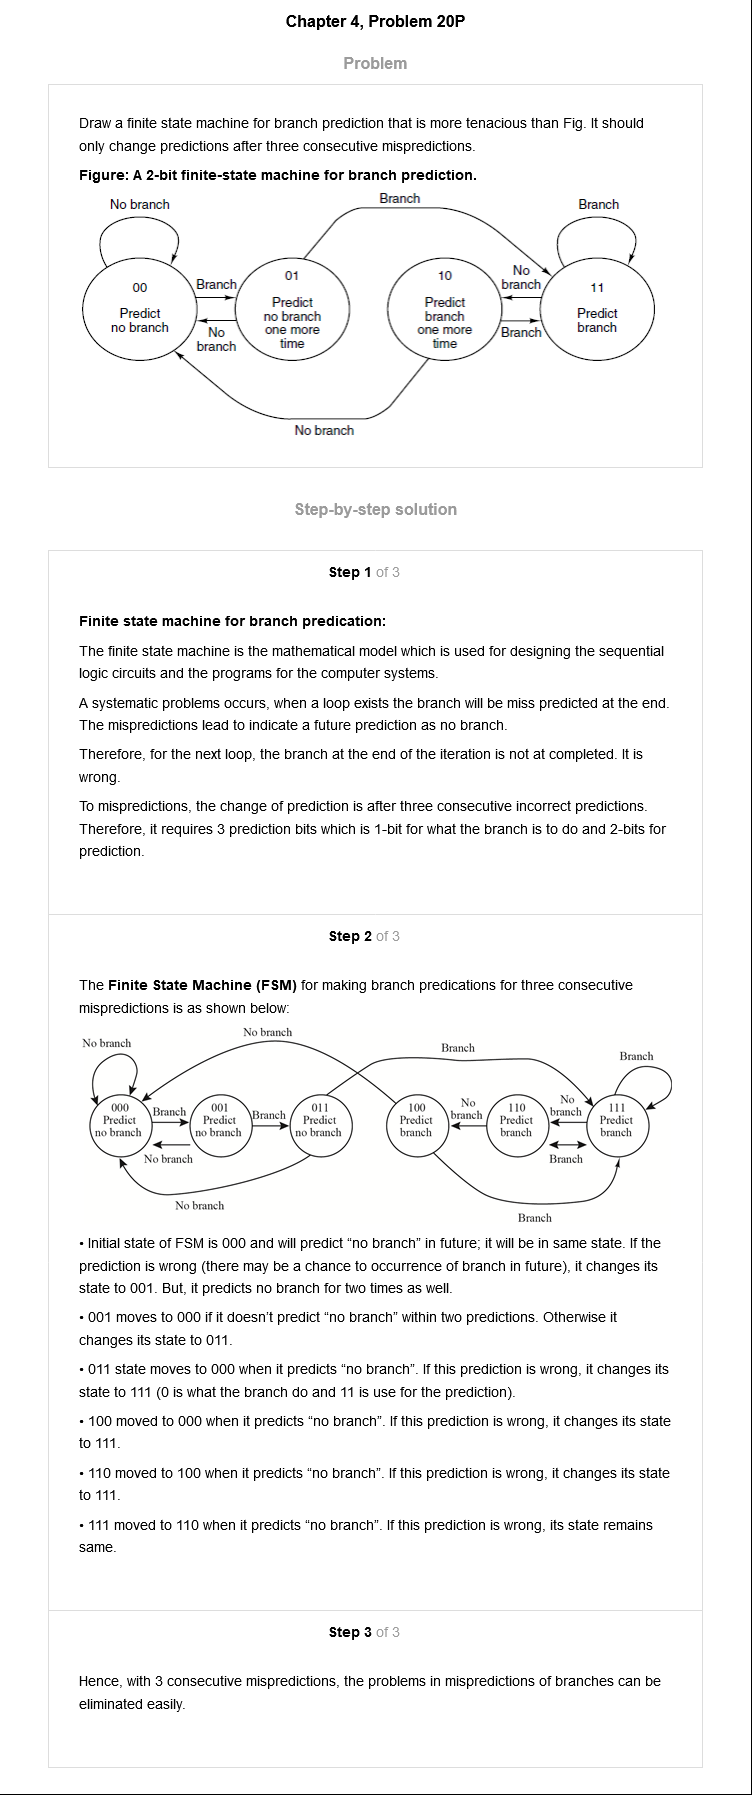 Chapter 4, Problem 20P
Problem
Draw a finite state machine for branch prediction that is more tenacious than Fig. It should
only change predictions after three consecutive mispredictions.
Figure: A 2-bit finite-state machine for branch prediction.
No branch
Branch
Branch
00
Predict
no branch
Branch
No
branch
01
Predict
no branch
one more
time
10
Predict
branch
one more
time
No
branch
Branch
11
Predict
branch
No branch
Step-by-step solution
Step 1 of 3
Finite state machine for branch predication:
The finite state machine is the mathematical model which is used for designing the sequential
logic circuits and the programs for the computer systems.
A systematic problems occurs, when a loop exists the branch will be miss predicted at the end.
The mispredictions lead to indicate a future prediction as no branch.
Therefore, for the next loop, the branch at the end of the iteration is not at completed. It is
wrong.
To mispredictions, the change of prediction is after three consecutive incorrect predictions.
Therefore, it requires 3 prediction bits which is 1-bit for what the branch is to do and 2-bits for
prediction.
Step 2 of 3
The Finite State Machine (FSM) for making branch predications for three consecutive
mispredictions is as shown below:
No branch
No branch
Branch
Branch
000
Predict
no branch
Branch
No branch
001
Predict
no branch
Branch
011
Predict
no branch
100
Predict
branch
No
branch
110
Predict
branch
No
branch
Branch
111
Predict
branch
No branch
Branch
• Initial state of FSM is 000 and will predict “no branch” in future; it will be in same state. If the
prediction is wrong (there may be a chance to occurrence of branch in future), it changes its
state to 001. But, it predicts no branch for two times as well.
• 001 moves to 000 if it doesn’t predict “no branch” within two predictions. Otherwise it
changes its state to 011.
• 011 state moves to 000 when it predicts “no branch”. If this prediction is wrong, it changes its
state to 111 (0 is what the branch do and 11 is use for the prediction).
• 100 moved to 000 when it predicts “no branch”. If this prediction is wrong, it changes its state
to 111.
• 110 moved to 100 when it predicts “no branch”. If this prediction is wrong, it changes its state
to 111.
• 111 moved to 110 when it predicts “no branch”. If this prediction is wrong, its state remains
same.
Step 3 of 3
Hence, with 3 consecutive mispredictions, the problems in mispredictions of branches can be
eliminated easily.